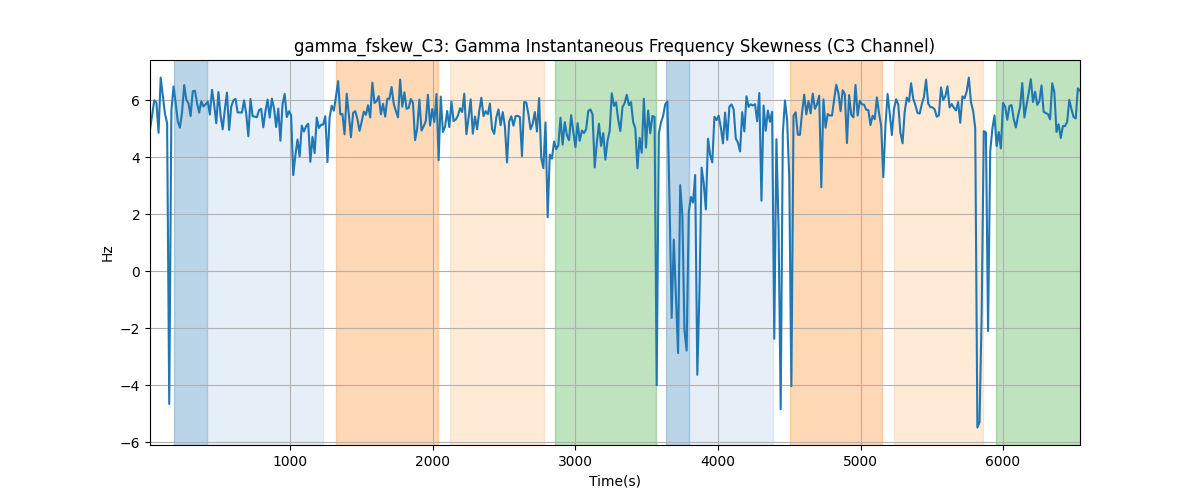 gamma_fskew_C3: Gamma Instantaneous Frequency Skewness (C3 Channel)
6
4
2
0
−2
−4
−6
Hz
1000 2000 3000 4000 5000 6000
Time(s)